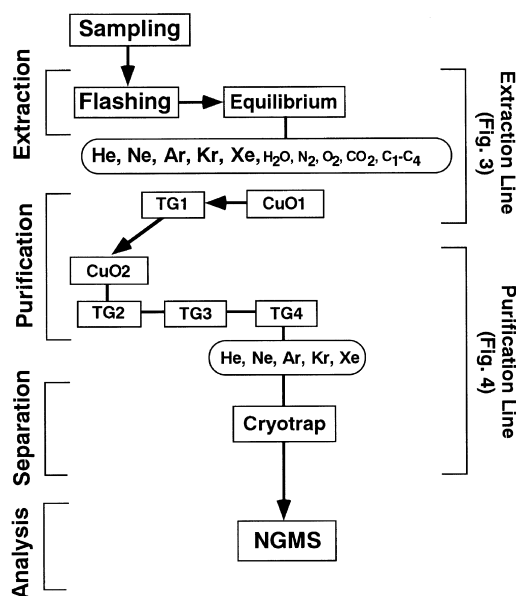 Sampling
Extraction
Flashing
Equilibrium
He, Ne, Ar, Kr, Xe, H₂O, N₂, O₂, CO₂, C₁-C₄
Extraction Line
(Fig. 3)
Purification
TG1
CuO1
CuO2
TG2
TG3
TG4
He, Ne, Ar, Kr, Xe
Purification Line
(Fig. 4)
Separation
Cryotrap
Analysis
NGMS